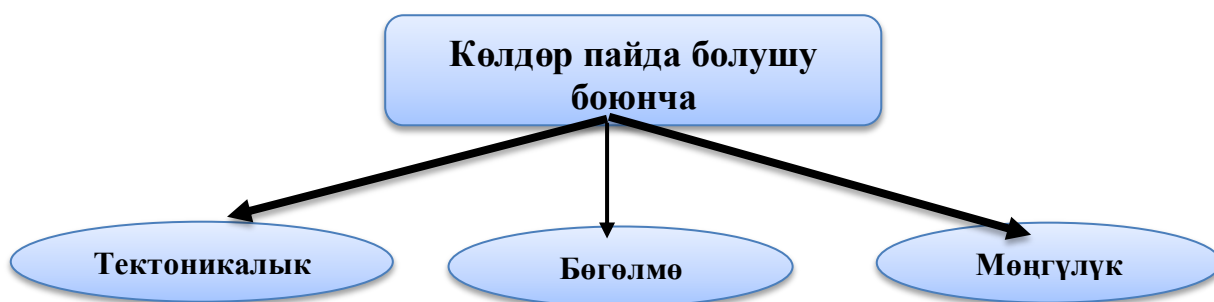 Көлдөр пайда болушу
боюнча
Тектоникалык
Бөгөлмө
Мөңгүлүк